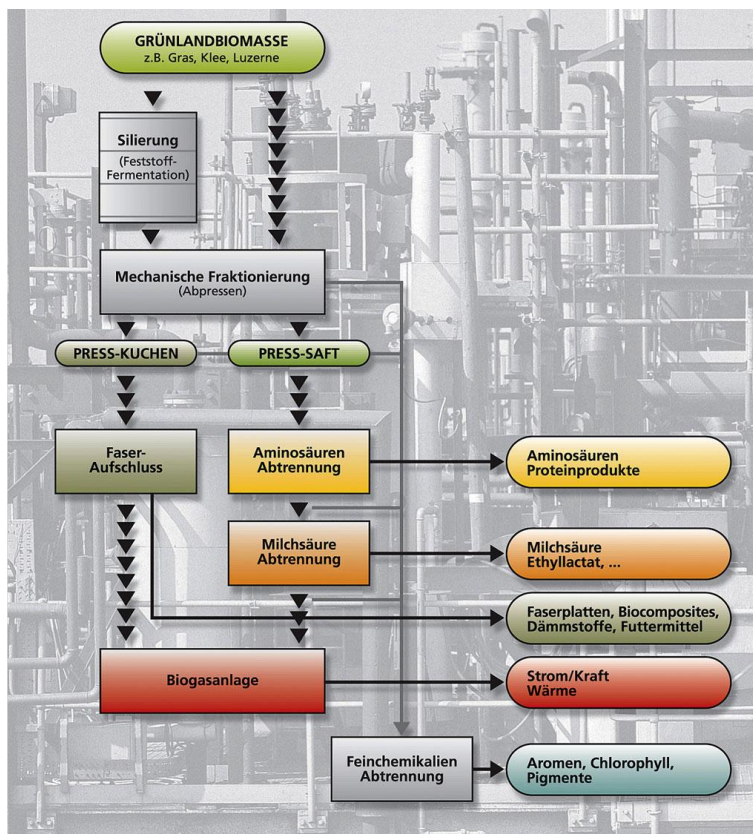 GRÜNLANDBIOMASSE
z.B. Gras, Klee, Luzerne
Silierung
(Feststoff-
Fermentation)
Mechanische Fraktionierung
(Abpressen)
PRESS-KUCHEN
PRESS-SAFT
Faser-
Aufschluss
Aminosäuren
Abtrennung
Aminosäuren
Proteinprodukte
Milchsäure
Abtrennung
Milchsäure
Ethyllactat, ...
Faserplatten, Biocomposites,
Dämmstoffe, Futtermittel
Biogasanlage
Strom/Kraft
Wärme
Feinchemikalien
Abtrennung
Aromen, Chlorophyll,
Pigmente